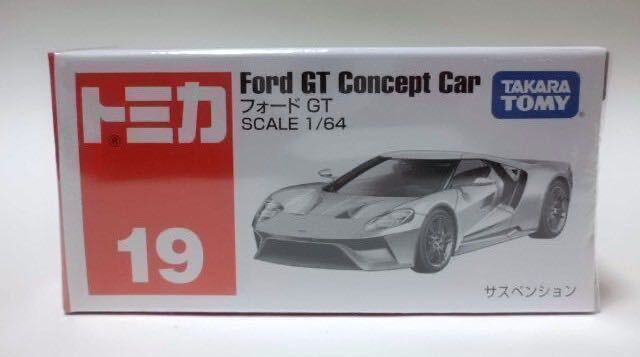 トミカ
®
19
Ford GT Concept Car
フォード GT
SCALE 1/64
TAKARA
TOMY
サスペンション